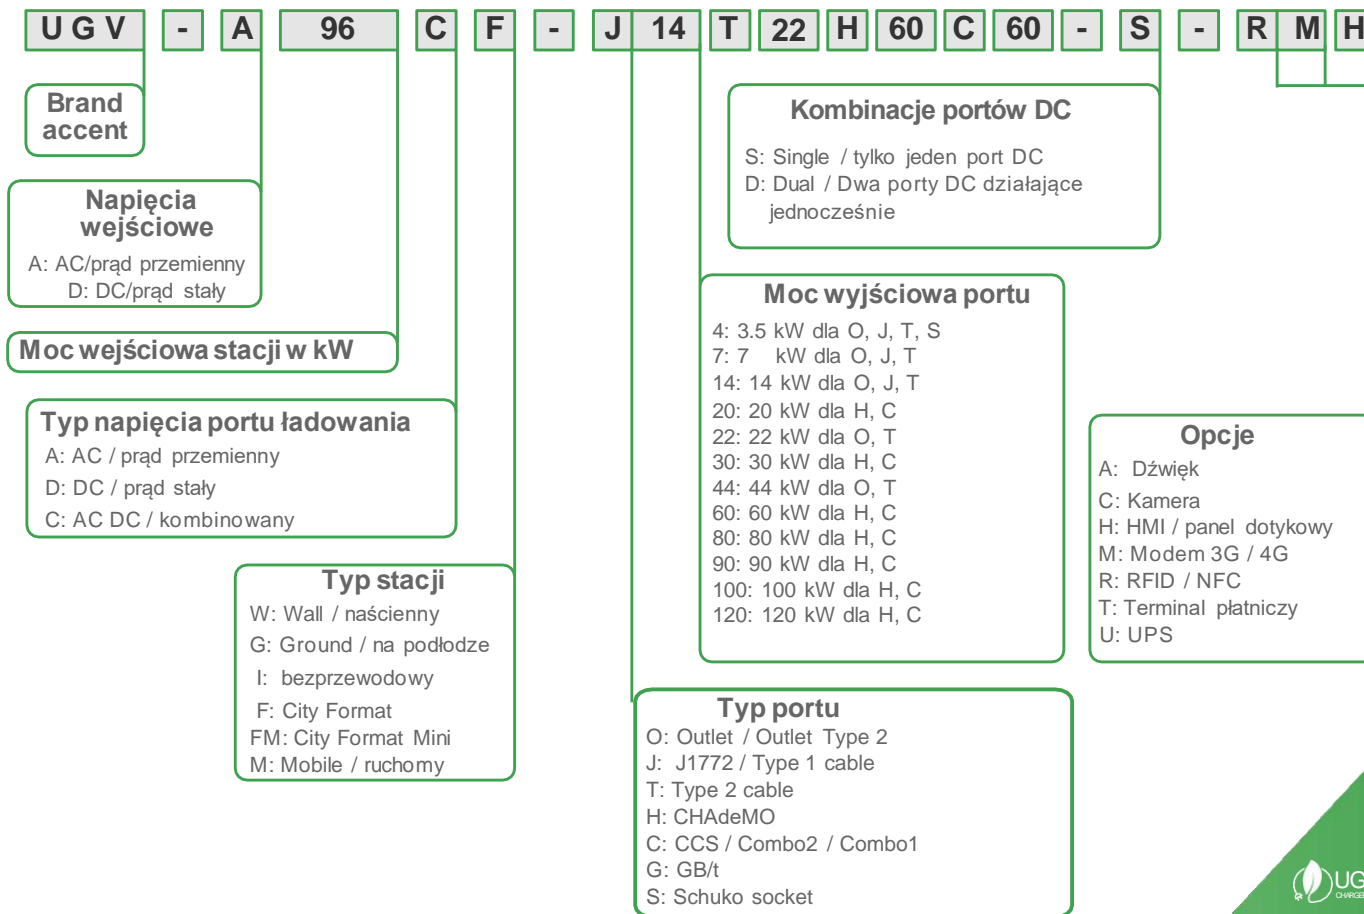 UGV - A 96 C F - J 14 T 22 H 60 C 60 - S - R M H
Brand
accent
Napięcia
wejściowe
A: AC/prąd przemienny
D: DC/prąd stały
Moc wejściowa stacji w kW
Typ napięcia portu ładowania
A: AC / prąd przemienny
D: DC / prąd stały
C: AC DC / kombinowany
Typ stacji
W: Wall / naścienny
G: Ground / na podłodze
I: bezprzewodowy
F: City Format
FM: City Format Mini
M: Mobile / ruchomy
Kombinacje portów DC
S: Single / tylko jeden port DC
D: Dual / Dwa porty DC działające
jednocześnie
Moc wyjściowa portu
4: 3.5 kW dla O, J, T, S
7: 7 kW dla O, J, T
14: 14 kW dla O, J, T
20: 20 kW dla H, C
22: 22 kW dla O, T
30: 30 kW dla H, C
44: 44 kW dla O, T
60: 60 kW dla H, C
80: 80 kW dla H, C
90: 90 kW dla H, C
100: 100 kW dla H, C
120: 120 kW dla H, C
Typ portu
O: Outlet / Outlet Type 2
J: J1772 / Type 1 cable
T: Type 2 cable
H: CHAdeMO
C: CCS / Combo2 / Combo1
G: GB/t
S: Schuko socket
Opcje
A: Dźwięk
C: Kamera
H: HMI / panel dotykowy
M: Modem 3G / 4G
R: RFID / NFC
T: Terminal płatniczy
U: UPS
UG